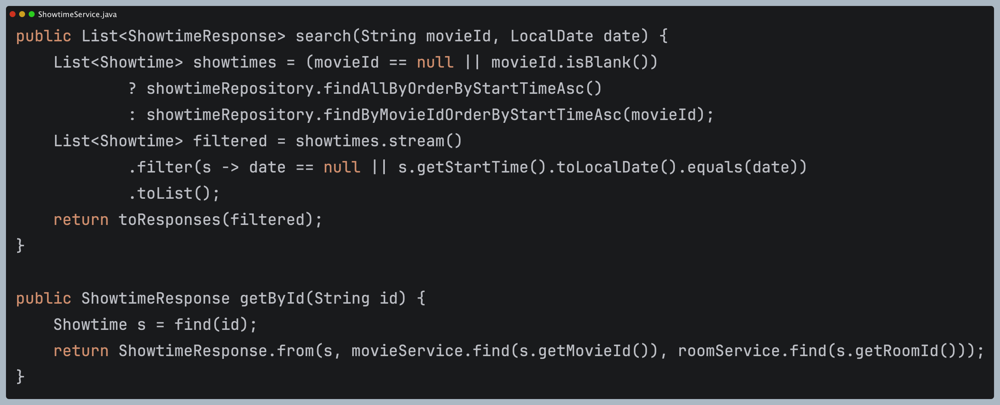 ShowtimeService.java
public List<ShowtimeResponse> search(String movieId, LocalDate date) {
    List<Showtime> showtimes = (movieId == null || movieId.isBlank())
            ? showtimeRepository.findAllByOrderByStartTimeAsc()
            : showtimeRepository.findByMovieIdOrderByStartTimeAsc(movieId);
    List<Showtime> filtered = showtimes.stream()
            .filter(s -> date == null || s.getStartTime().toLocalDate().equals(date))
            .toList();
    return toResponses(filtered);
}

public ShowtimeResponse getById(String id) {
    Showtime s = find(id);
    return ShowtimeResponse.from(s, movieService.find(s.getMovieId()), roomService.find(s.getRoomId()));
}